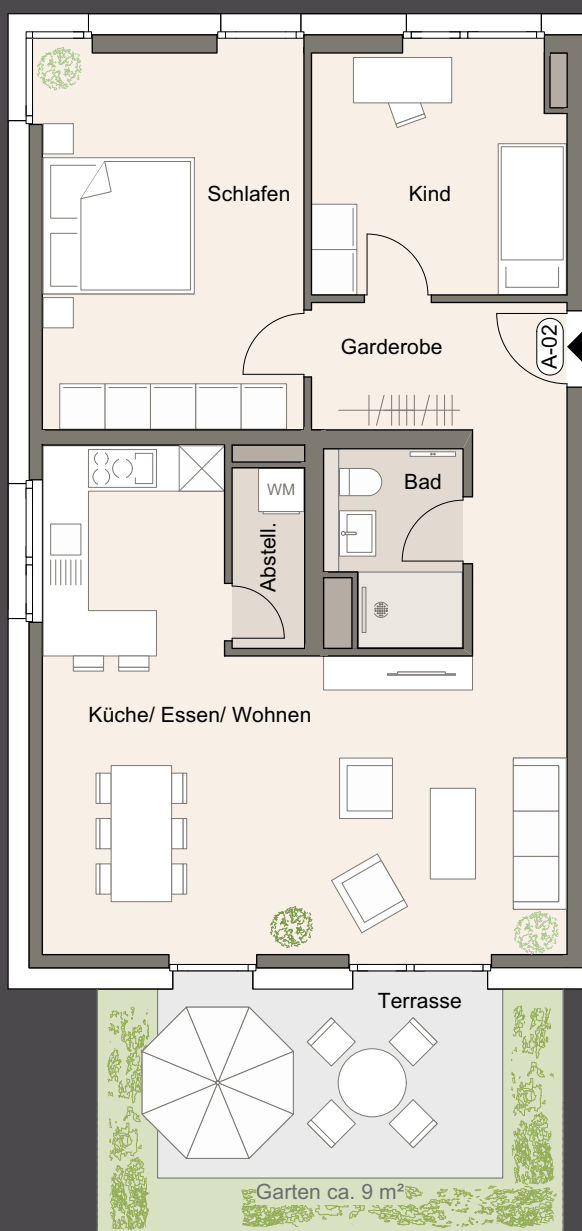 Schlafen
Kind
Garderobe
A-02
Bad
WM
Abstell.
Küche/ Essen/ Wohnen
Terrasse
Garten ca. 9 m²